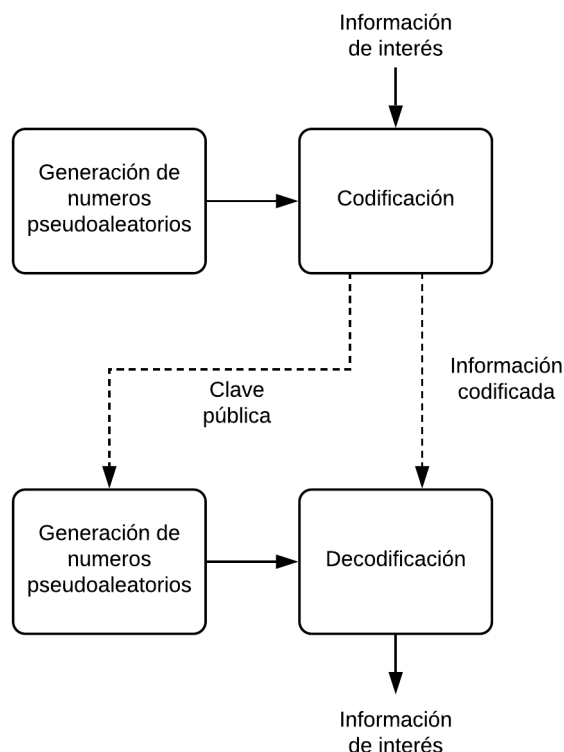 Información
de interés
Generación de
numeros
pseudoaleatorios
Codificación
Clave
pública
Información
codificada
Generación de
numeros
pseudoaleatorios
Decodificación
Información
de interés